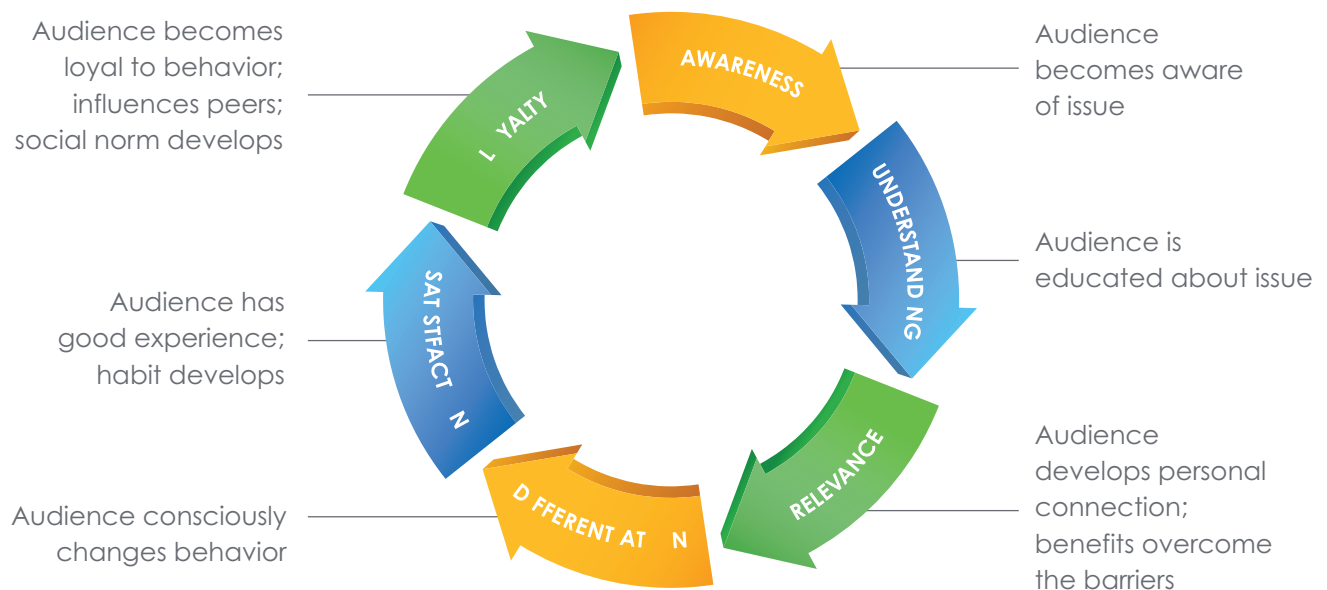 AWARENESS
Audience
becomes aware
of issue
UNDERSTAND NG
Audience is
educated about issue
RELEVANCE
Audience
develops personal
connection;
benefits overcome
the barriers
D FFERENT AT N
Audience consciously
changes behavior
SAT STFACT N
Audience has
good experience;
habit develops
L YALTY
Audience becomes
loyal to behavior;
influences peers;
social norm develops